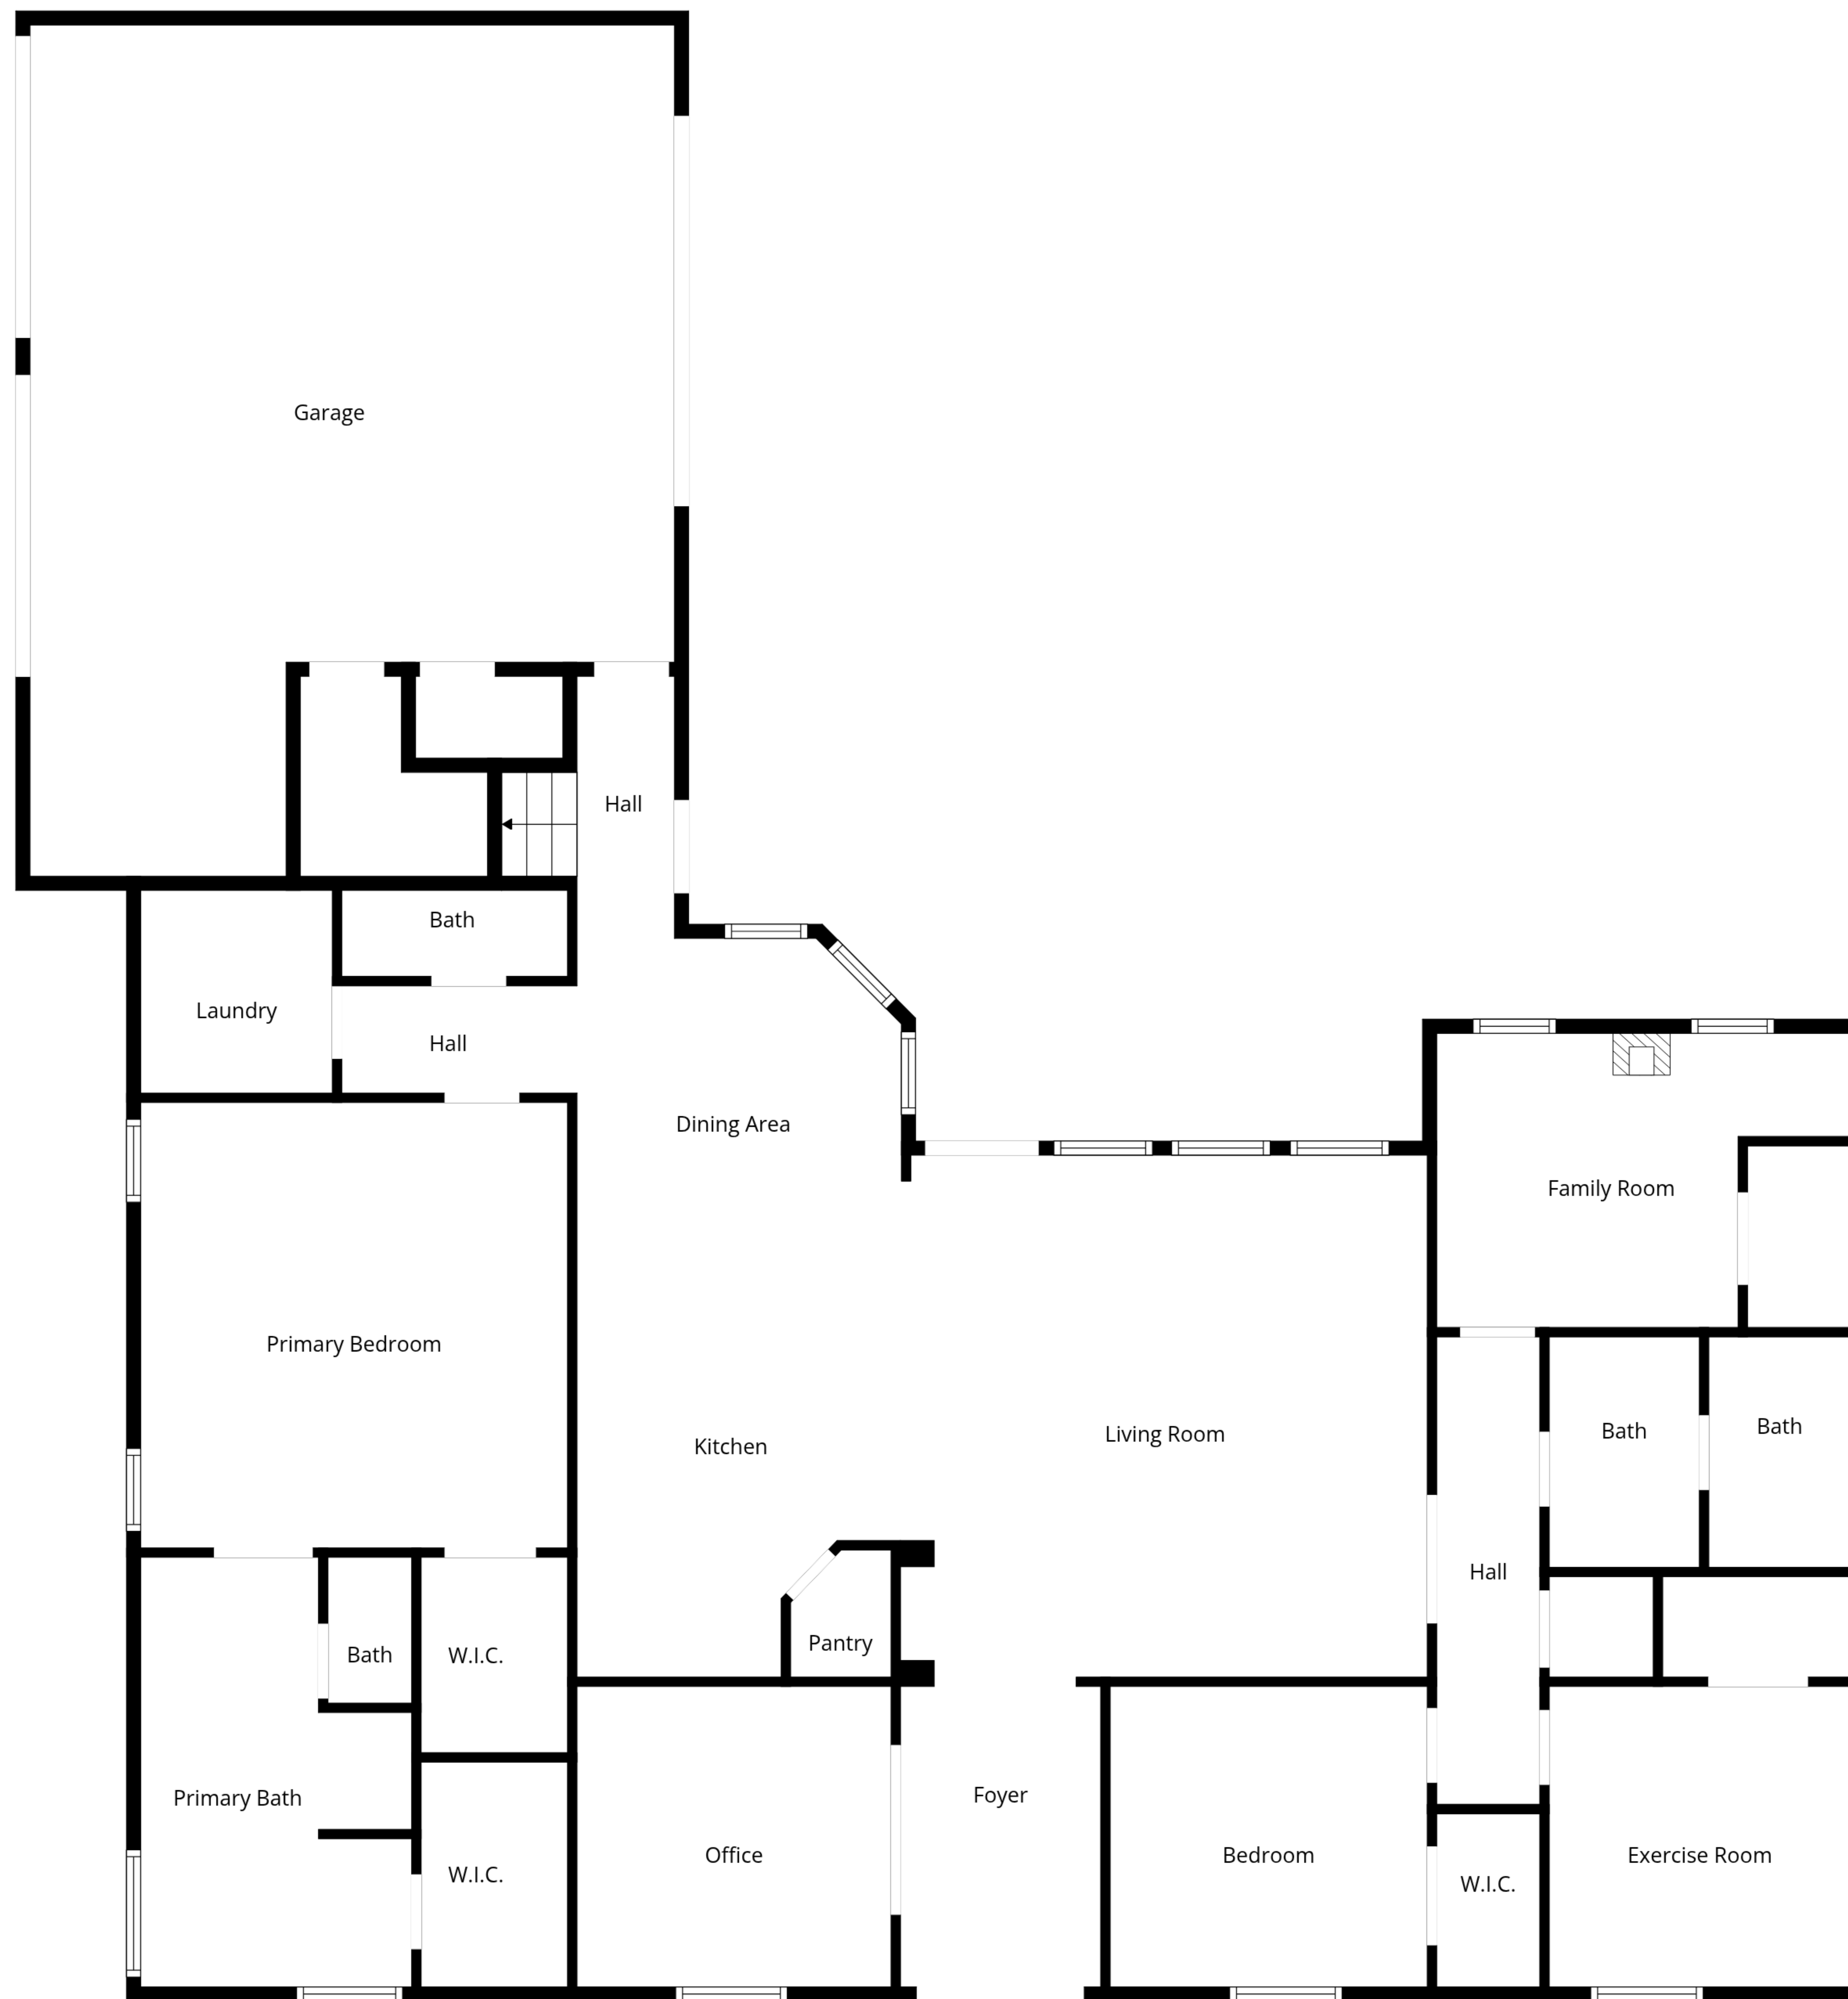 Garage
Hall
Bath
Laundry
Hall
Dining Area
Family Room
Primary Bedroom
Kitchen
Living Room
Bath
Bath
Hall
Pantry
Bath
W.I.C.
Primary Bath
Foyer
Office
Bedroom
Exercise Room
W.I.C.
W.I.C.